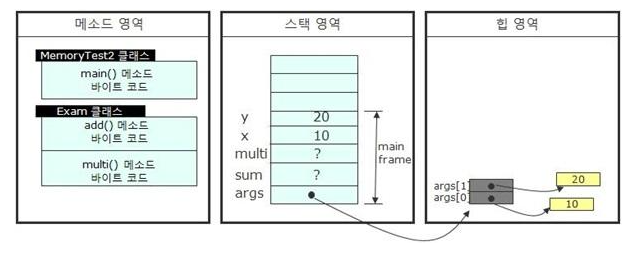 메소드 영역
MemoryTest2 클래스
main() 메소드
바이트 코드
Exam 클래스
add() 메소드
바이트 코드
multi() 메소드
바이트 코드
스택 영역
y 20
x 10
multi ?
sum ?
args
main
frame
힙 영역
args[1]
args[0]
20
10